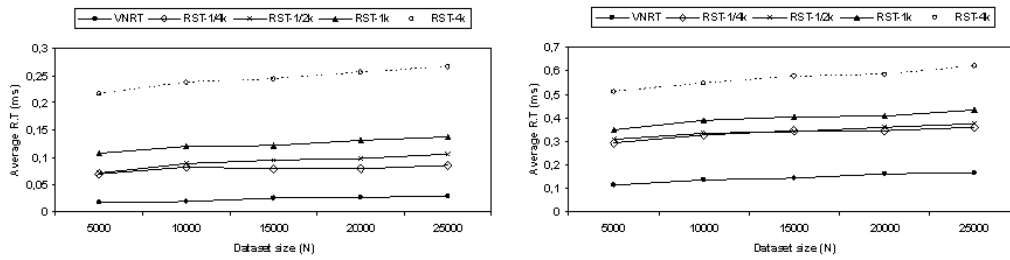 VNRT RST-1/4k RST-1/2k RST-1k RST-4k
0,3
0,25
0,2
0,15
0,1
0,05
0
Average R.T (ms)
5000 10000 15000 20000 25000
Dataset size (N)
VNRT RST-1/4k RST-1/2k RST-1k RST-4k
0,7
0,6
0,5
0,4
0,3
0,2
0,1
0
Average R.T (ms)
5000 10000 15000 20000 25000
Dataset size (N)